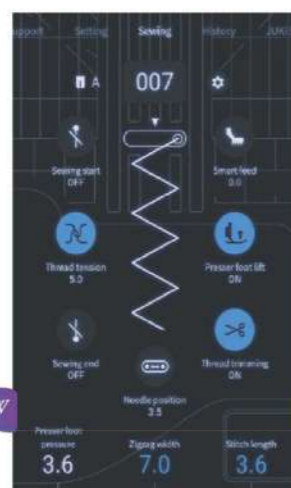 upport Setting Sewing History JUKI
A 007
Sewing start
OFF
Smart feed
0.0
Thread tension
5.0
Presser foot lift
ON
Sewing end
OFF
Thread trimming
ON
Needle position
3.5
Presser foot
pressure
3.6
Zigzag width
7.0
Stitch length
3.6